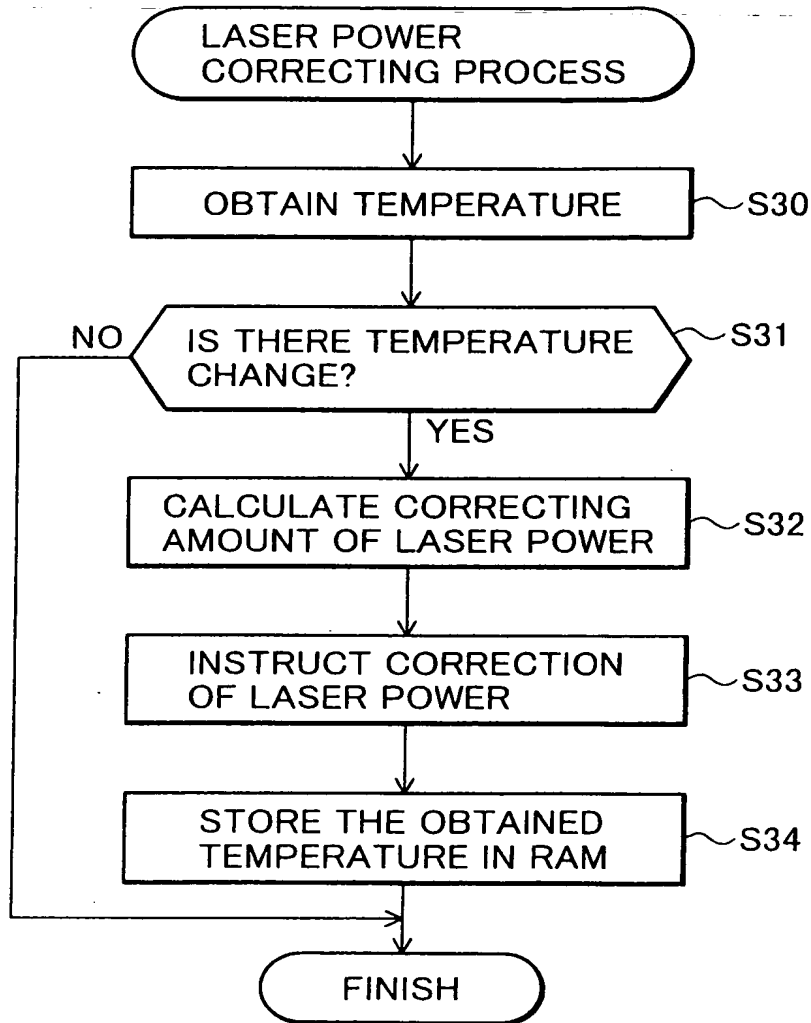 LASER POWER
CORRECTING PROCESS
OBTAIN TEMPERATURE
S30
NO
IS THERE TEMPERATURE
CHANGE?
S31
YES
CALCULATE CORRECTING
AMOUNT OF LASER POWER
S32
INSTRUCT CORRECTION
OF LASER POWER
S33
STORE THE OBTAINED
TEMPERATURE IN RAM
S34
FINISH